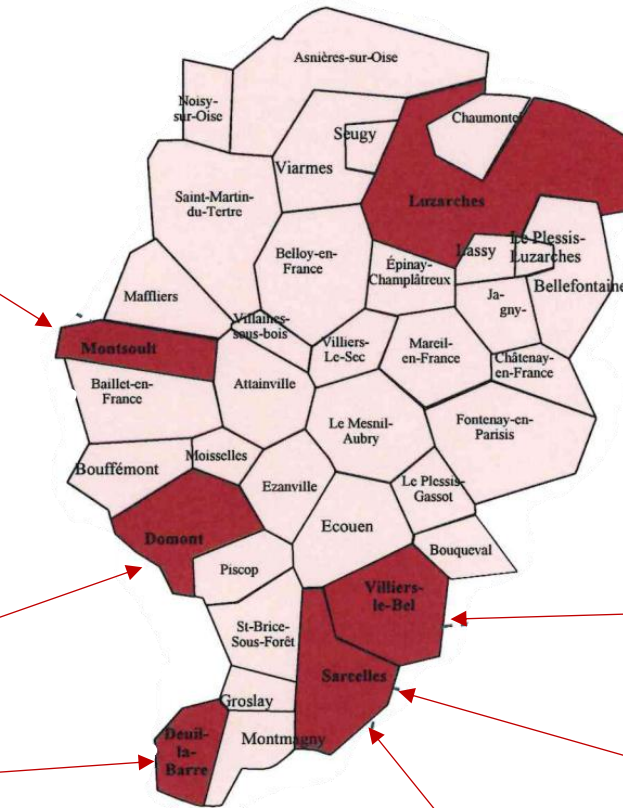 Asnières-sur-Oise
Noisy-
sur-Oise
Chaumontel
Seugy
Viarmes
Saint-Martin-
du-Tertre
Luzarches
Belloy-en-
France
Épinay-
Champlâtreux
Lassy
Le Plessis-
Luzarches
Bellefontaine
Maffliers
Ja-
gny-
Villaines-
sous-bois
Villiers-
Le-Sec
Mareil-
en-France
Châtenay-
en-France
Montsoult
Baillet-en-
France
Attainville
Le Mesnil-
Aubry
Fontenay-en-
Parisis
Bouffémont
Moisselles
Ezanville
Le Plessis-
Gassot
Ecouen
Domont
Bouqueval
Piscop
Villiers-
le-Bel
St-Brice-
Sous-Forêt
Sarcelles
Groslay
Deuil-
la-
Barre
Montmagny